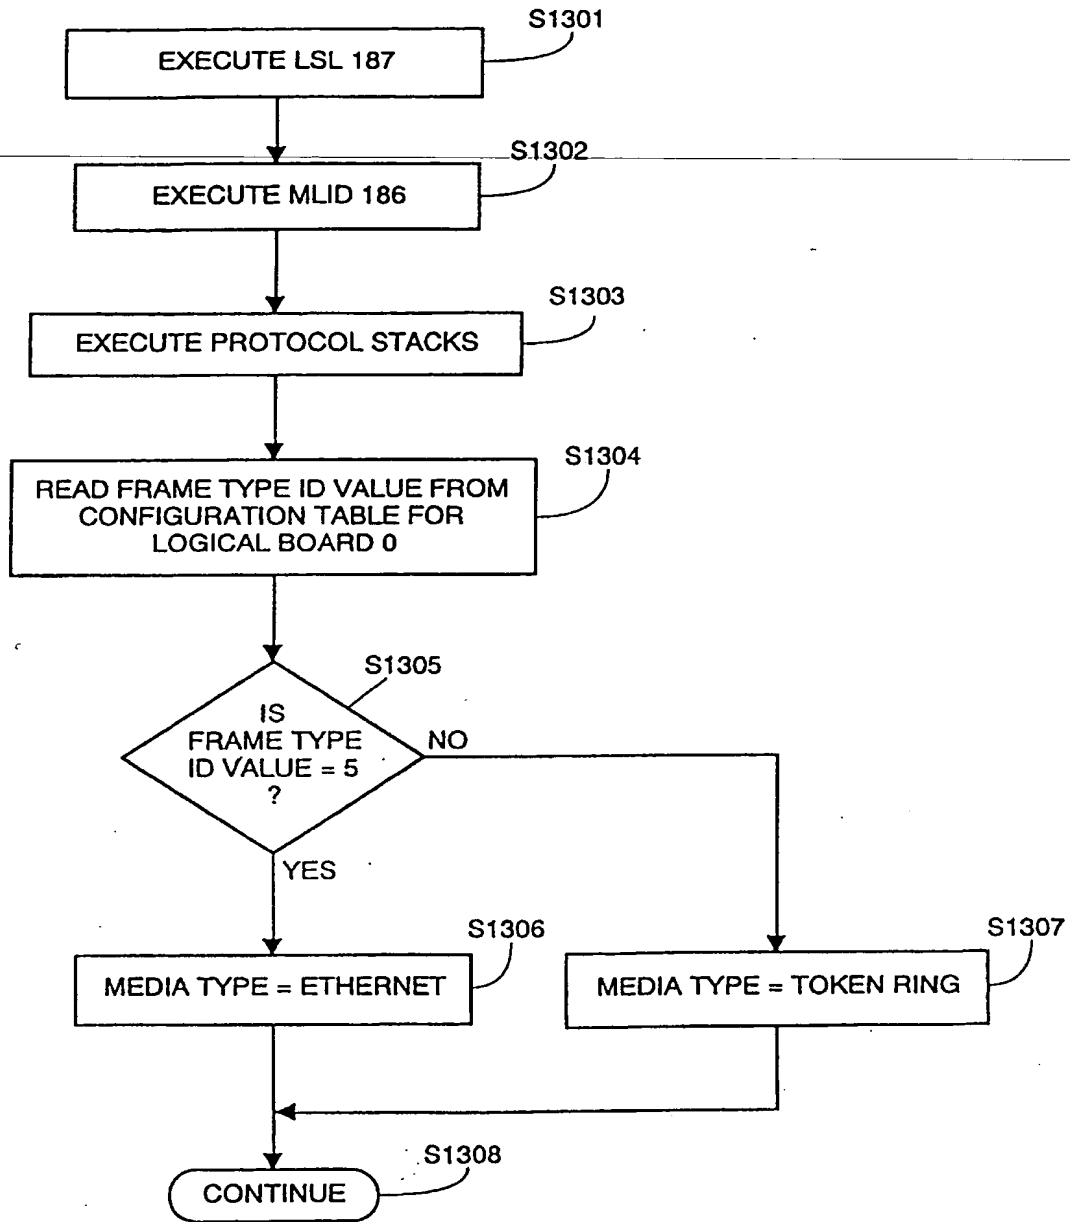 S1301
EXECUTE LSL 187
S1302
EXECUTE MLID 186
S1303
EXECUTE PROTOCOL STACKS
S1304
READ FRAME TYPE ID VALUE FROM
CONFIGURATION TABLE FOR
LOGICAL BOARD 0
S1305
IS
FRAME TYPE
ID VALUE = 5
?
NO
YES
S1306
MEDIA TYPE = ETHERNET
S1307
MEDIA TYPE = TOKEN RING
S1308
CONTINUE